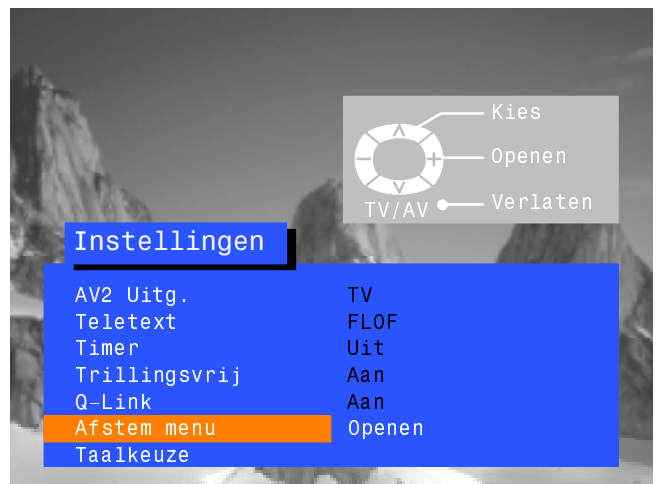 Kies
Openen
TV/AV Verlaten
Instellingen
AV2 Uitg. TV
Teletext FLOF
Timer Uit
Trillingsvrij Aan
Q-Link Aan
Afstem menu Openen
Taalkeuze